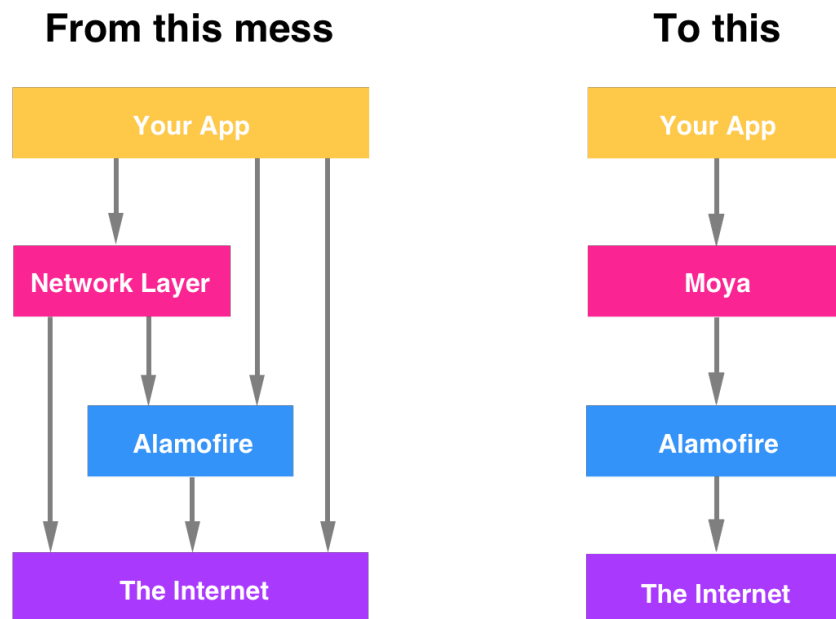 From this mess
Your App
Network Layer
Alamofire
The Internet
To this
Your App
Moya
Alamofire
The Internet